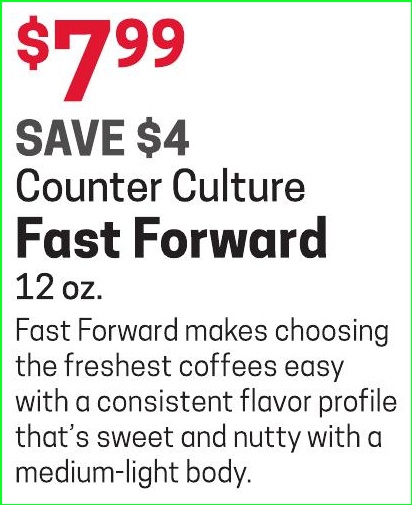 $7.99
SAVE $4
Counter Culture
Fast Forward
12 oz.
Fast Forward makes choosing
the freshest coffees easy
with a consistent flavor profile
that's sweet and nutty with a
medium-light body.